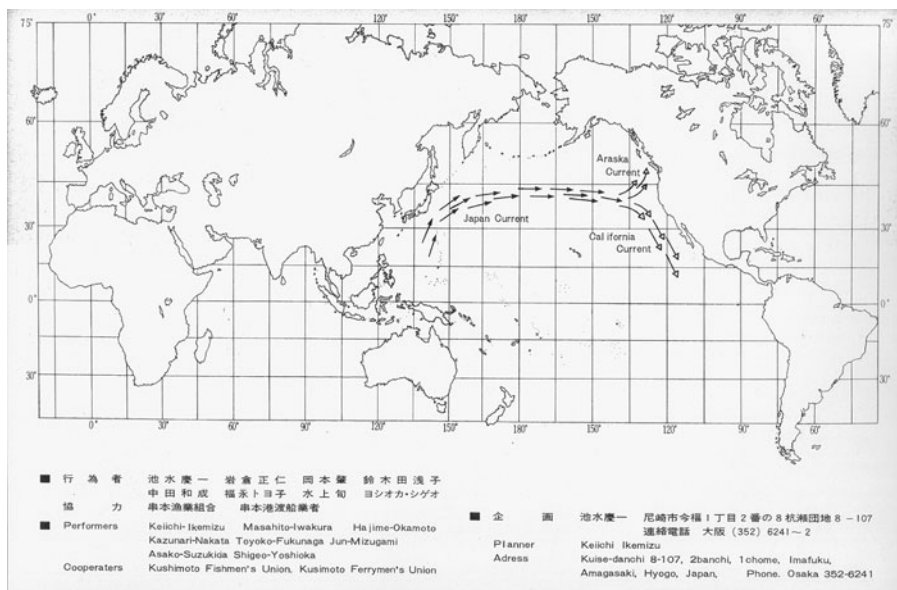 75° 0° 30° 60° 90° 120° 150° 180° 150° 120° 90° 60° 75°
60° 60°
Araska
Current
Japan Current
30° 30°
California
Current
0° 0°
30° 30°
0° 30° 60° 90° 120° 150° 180° 150° 120° 90° 60°
■ 行為者 池水慶一 岩倉正仁 岡本肇 鈴木田浅子
中田和成 福永トヨ子 水上旬 ヨシオカ・シゲオ
協力 串本漁業組合 串本港渡船業者
■ Performers Keiichi-Ikemizu Masahito-Iwakura Hajime-Okamoto
Kazunari-Nakata Toyoko-Fukunaga Jun-Mizugami
Asako-Suzukida Shigeo-Yoshioka
Cooperaters Kushimoto Fishmen's Union. Kusimoto Ferrymen's Union
■ 企画 池水慶一 尼崎市今福1丁目2番の8杭瀬団地8-107
連絡電話 大阪(352)6241~2
Planner Keiichi Ikemizu
Adress Kuise-danchi 8-107, 2banchi, 1chome, Imafuku,
Amagasaki, Hyogo, Japan, Phone. Osaka 352-6241